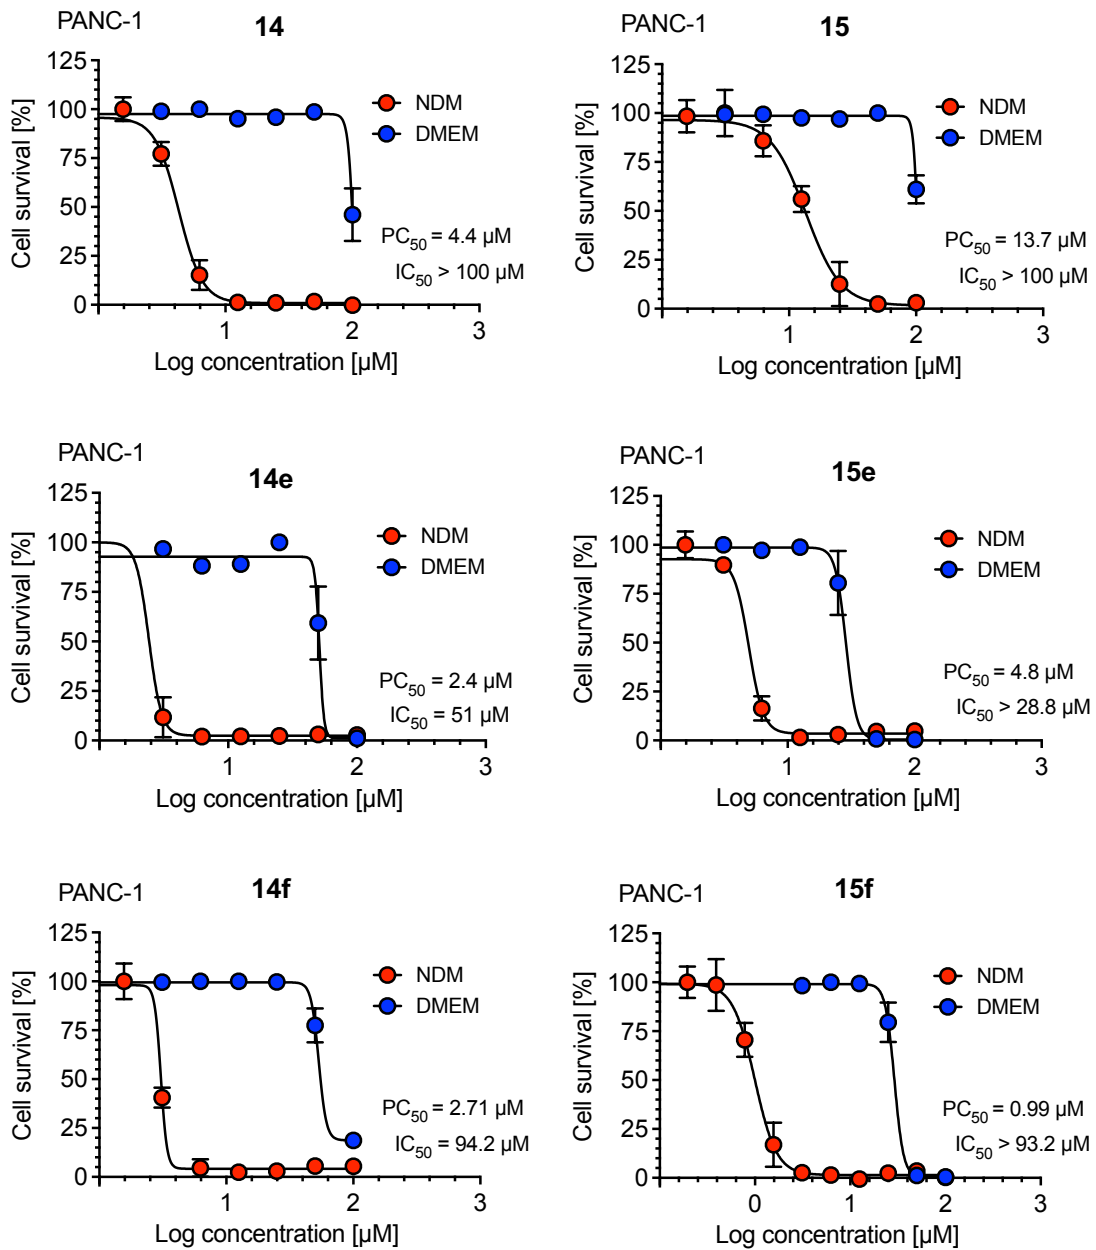 PANC-1
14
125
100
75
50
25
0
1
2
3
Cell survival [%]
Log concentration [µM]
NDM
DMEM
PC50 = 4.4 µM
IC50 > 100 µM
PANC-1
15
125
100
75
50
25
0
1
2
3
Cell survival [%]
Log concentration [µM]
NDM
DMEM
PC50 = 13.7 µM
IC50 > 100 µM
PANC-1
14e
125
100
75
50
25
0
1
2
3
Cell survival [%]
Log concentration [µM]
NDM
DMEM
PC50 = 2.4 µM
IC50 = 51 µM
PANC-1
15e
125
100
75
50
25
0
1
2
3
Cell survival [%]
Log concentration [µM]
NDM
DMEM
PC50 = 4.8 µM
IC50 > 28.8 µM
PANC-1
14f
125
100
75
50
25
0
1
2
3
Cell survival [%]
Log concentration [µM]
NDM
DMEM
PC50 = 2.71 µM
IC50 = 94.2 µM
PANC-1
15f
125
100
75
50
25
0
0
1
2
3
Cell survival [%]
Log concentration [µM]
NDM
DMEM
PC50 = 0.99 µM
IC50 > 93.2 µM